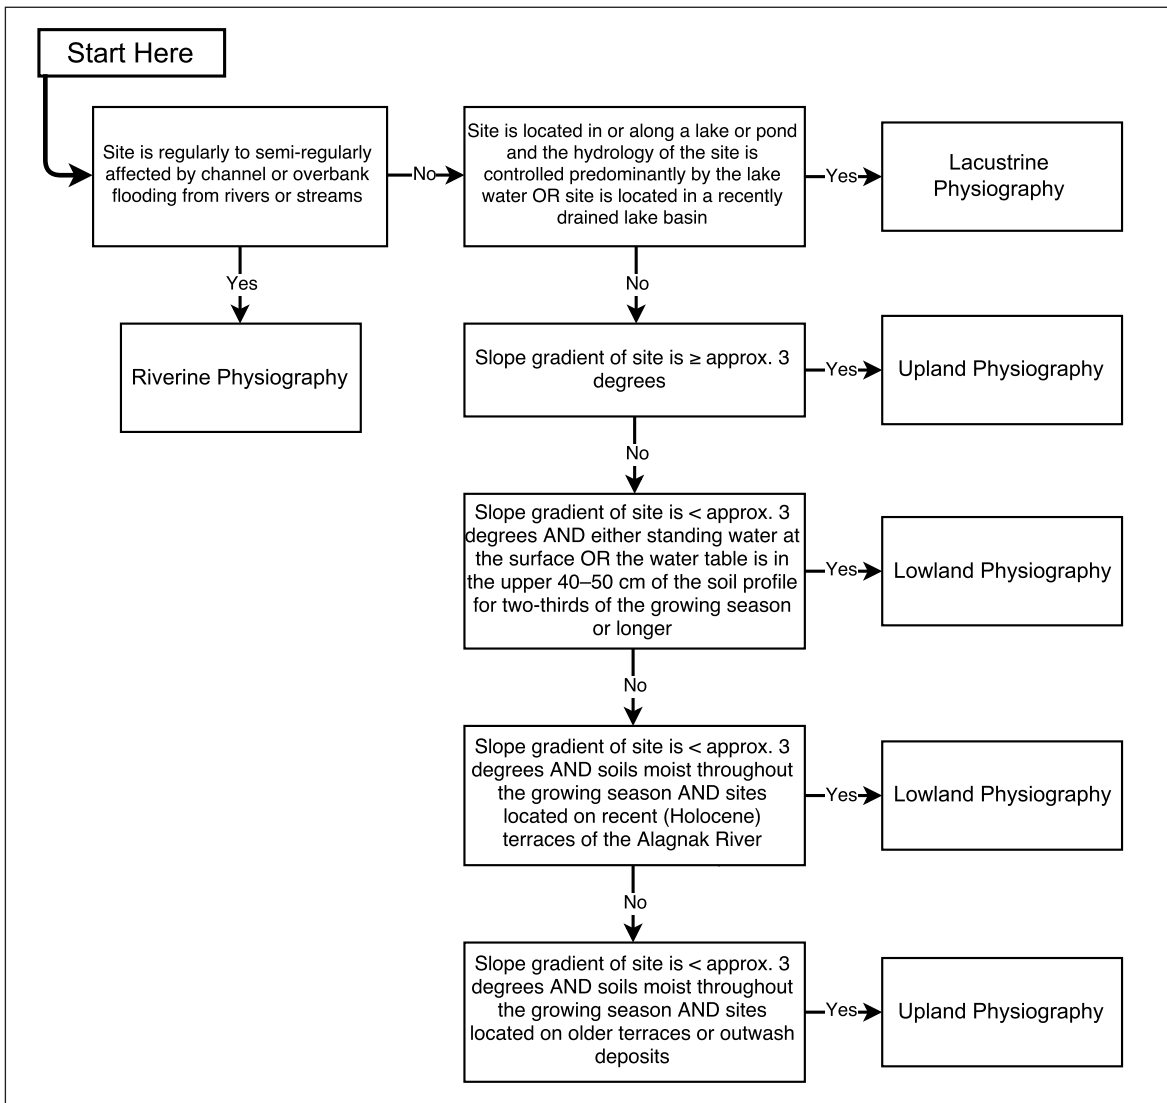 Start Here
Site is regularly to semi-regularly
affected by channel or overbank
flooding from rivers or streams
No
Site is located in or along a lake or pond
and the hydrology of the site is
controlled predominantly by the lake
water OR site is located in a recently
drained lake basin
Yes
Lacustrine
Physiography
Yes
No
Riverine Physiography
Slope gradient of site is ≥ approx. 3
degrees
Yes
Upland Physiography
No
Slope gradient of site is < approx. 3
degrees AND either standing water at
the surface OR the water table is in
the upper 40–50 cm of the soil profile
for two-thirds of the growing season
or longer
Yes
Lowland Physiography
No
Slope gradient of site is < approx. 3
degrees AND soils moist throughout
the growing season AND sites
located on recent (Holocene)
terraces of the Alagnak River
Yes
Lowland Physiography
No
Slope gradient of site is < approx. 3
degrees AND soils moist throughout
the growing season AND sites
located on older terraces or outwash
deposits
Yes
Upland Physiography